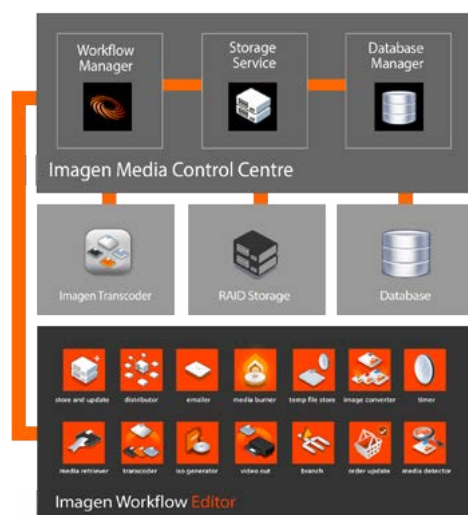 Workflow
Manager
Storage
Service
Database
Manager
Imagen Media Control Centre
Imagen Transcoder
RAID Storage
Database
store and update
distributor
emailer
media burner
temp file store
image converter
timer
media retriever
transcoder
iso generator
video out
branch
order update
media detector
Imagen Workflow Editor